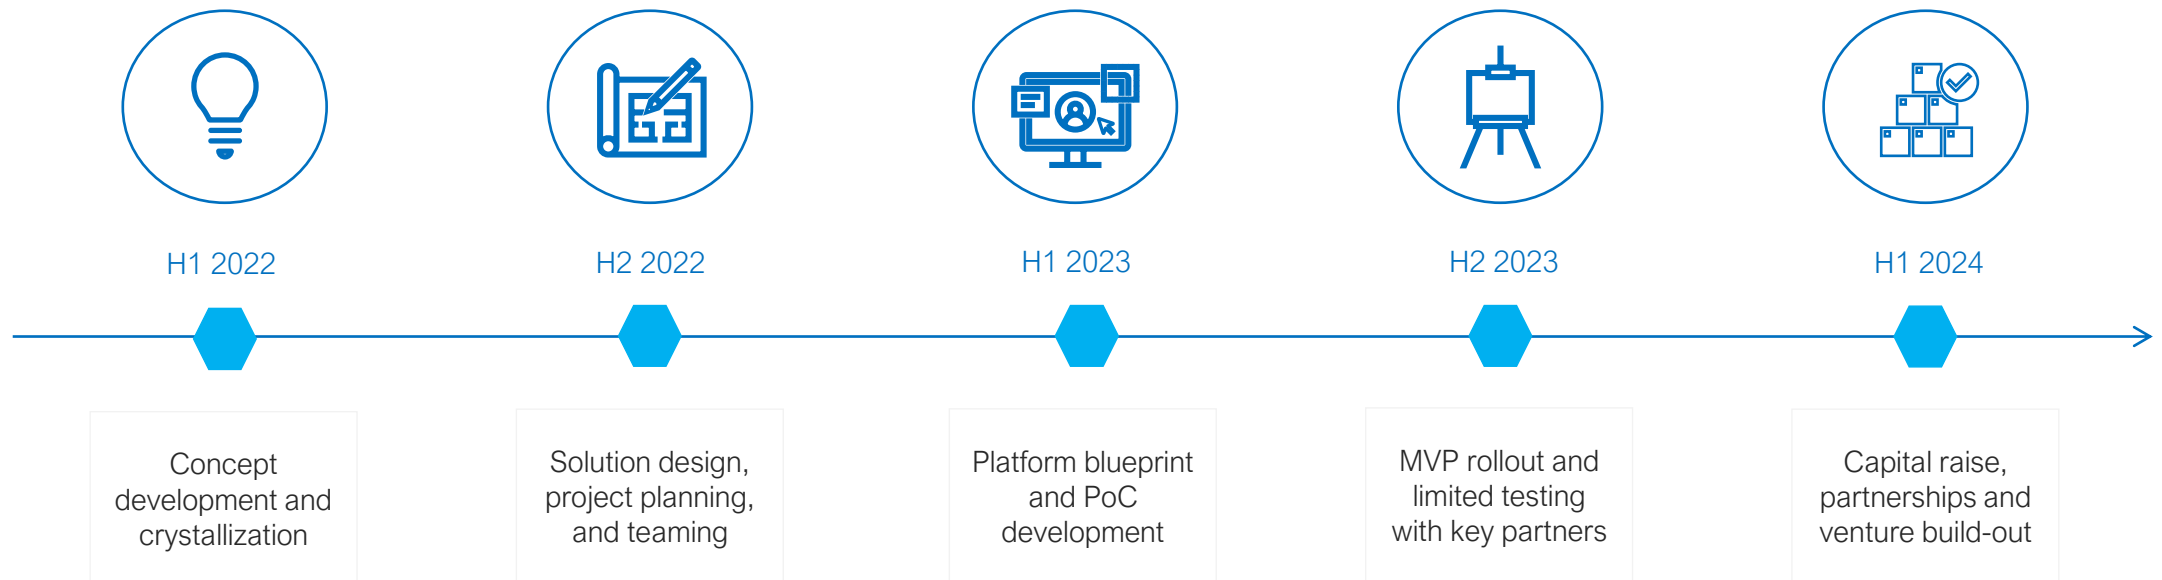 H1 2022
H2 2022
H1 2023
H2 2023
H1 2024
Concept
development and
crystallization
Solution design,
project planning,
and teaming
Platform blueprint
and PoC
development
MVP rollout and
limited testing
with key partners
Capital raise,
partnerships and
venture build-out